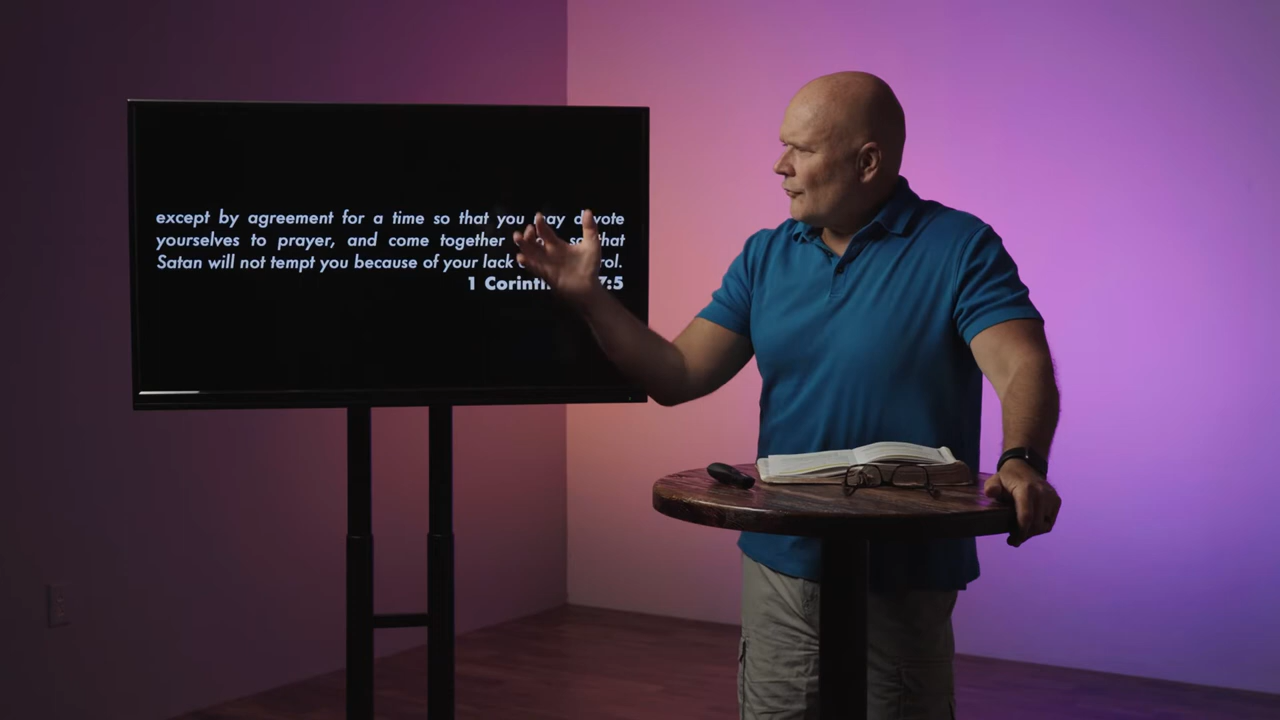 except by agreement for a time so that you may devote
yourselves to prayer, and come together so that
Satan will not tempt you because of your lack
1 Corinth 7:5